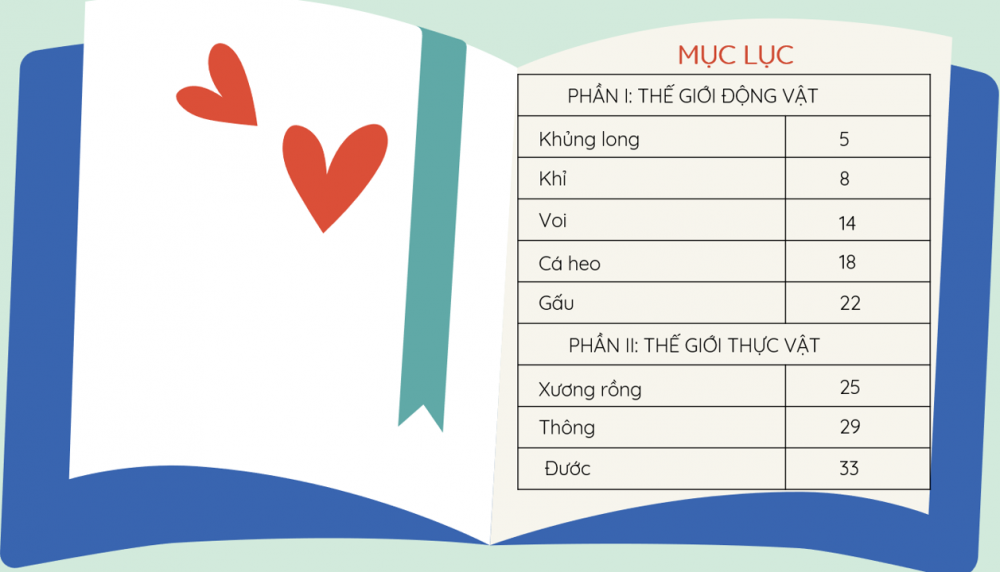 MỤC LỤC
PHẦN I: THẾ GIỚI ĐỘNG VẬT
Khủng long 5
Khỉ 8
Voi 14
Cá heo 18
Gấu 22
PHẦN II: THẾ GIỚI THỰC VẬT
Xương rồng 25
Thông 29
Đước 33